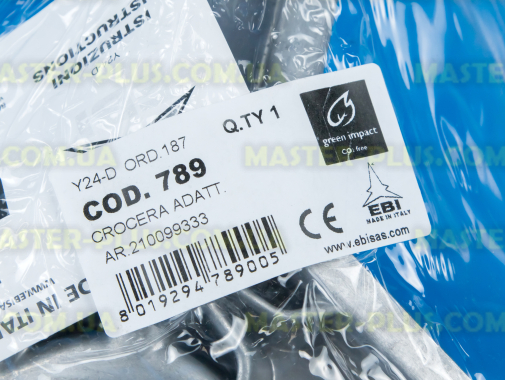 ISTRUZIONI
INSTRUCTIONS
Y24-D ORD.187
Q.TY 1
COD. 789
CROCERA ADATT.
AR.210099333
8 019294 789005
green impact
CO2 free
EBI
MADE IN ITALY
CE
www.ebisas.com
MASTER-PLUS.COM.UA